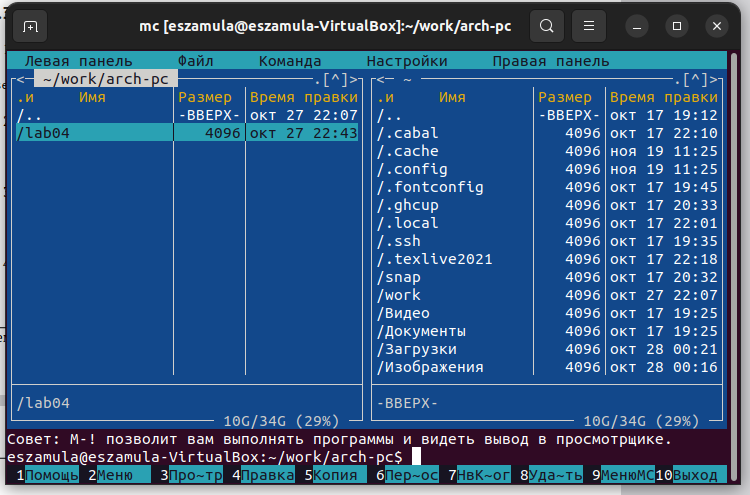 mc [eszamula@eszamula-VirtualBox]:~/work/arch-pc
Левая панель Файл Команда Настройки Правая панель
<─ ~/work/arch-pc .[^]> <─ ~ .[^]>
.и Имя Размер Время правки .и Имя Размер Время правки
/.. -ВВЕРХ- окт 27 22:07 /.. -ВВЕРХ- окт 17 19:12
/lab04 4096 окт 27 22:43 /.cabal 4096 окт 17 22:10
/.cache 4096 ноя 19 11:25
/.config 4096 ноя 19 11:25
/.fontconfig 4096 окт 17 19:45
/.ghcup 4096 окт 17 20:33
/.local 4096 окт 17 22:01
/.ssh 4096 окт 17 19:35
/.texlive2021 4096 окт 17 22:18
/snap 4096 окт 17 20:32
/work 4096 окт 27 22:07
/Видео 4096 окт 17 19:25
/Документы 4096 окт 17 19:25
/Загрузки 4096 окт 28 00:21
/Изображения 4096 окт 28 00:16
/lab04 -ВВЕРХ-
10G/34G (29%) 10G/34G (29%)
Совет: M-! позволит вам выполнять программы и видеть вывод в просмотрщике.
eszamula@eszamula-VirtualBox:~/work/arch-pc$
1Помощь 2Меню 3Про~тр 4Правка 5Копия 6Пер~ос 7НвК~ог 8Уда~ть 9МенюMC 10Выход